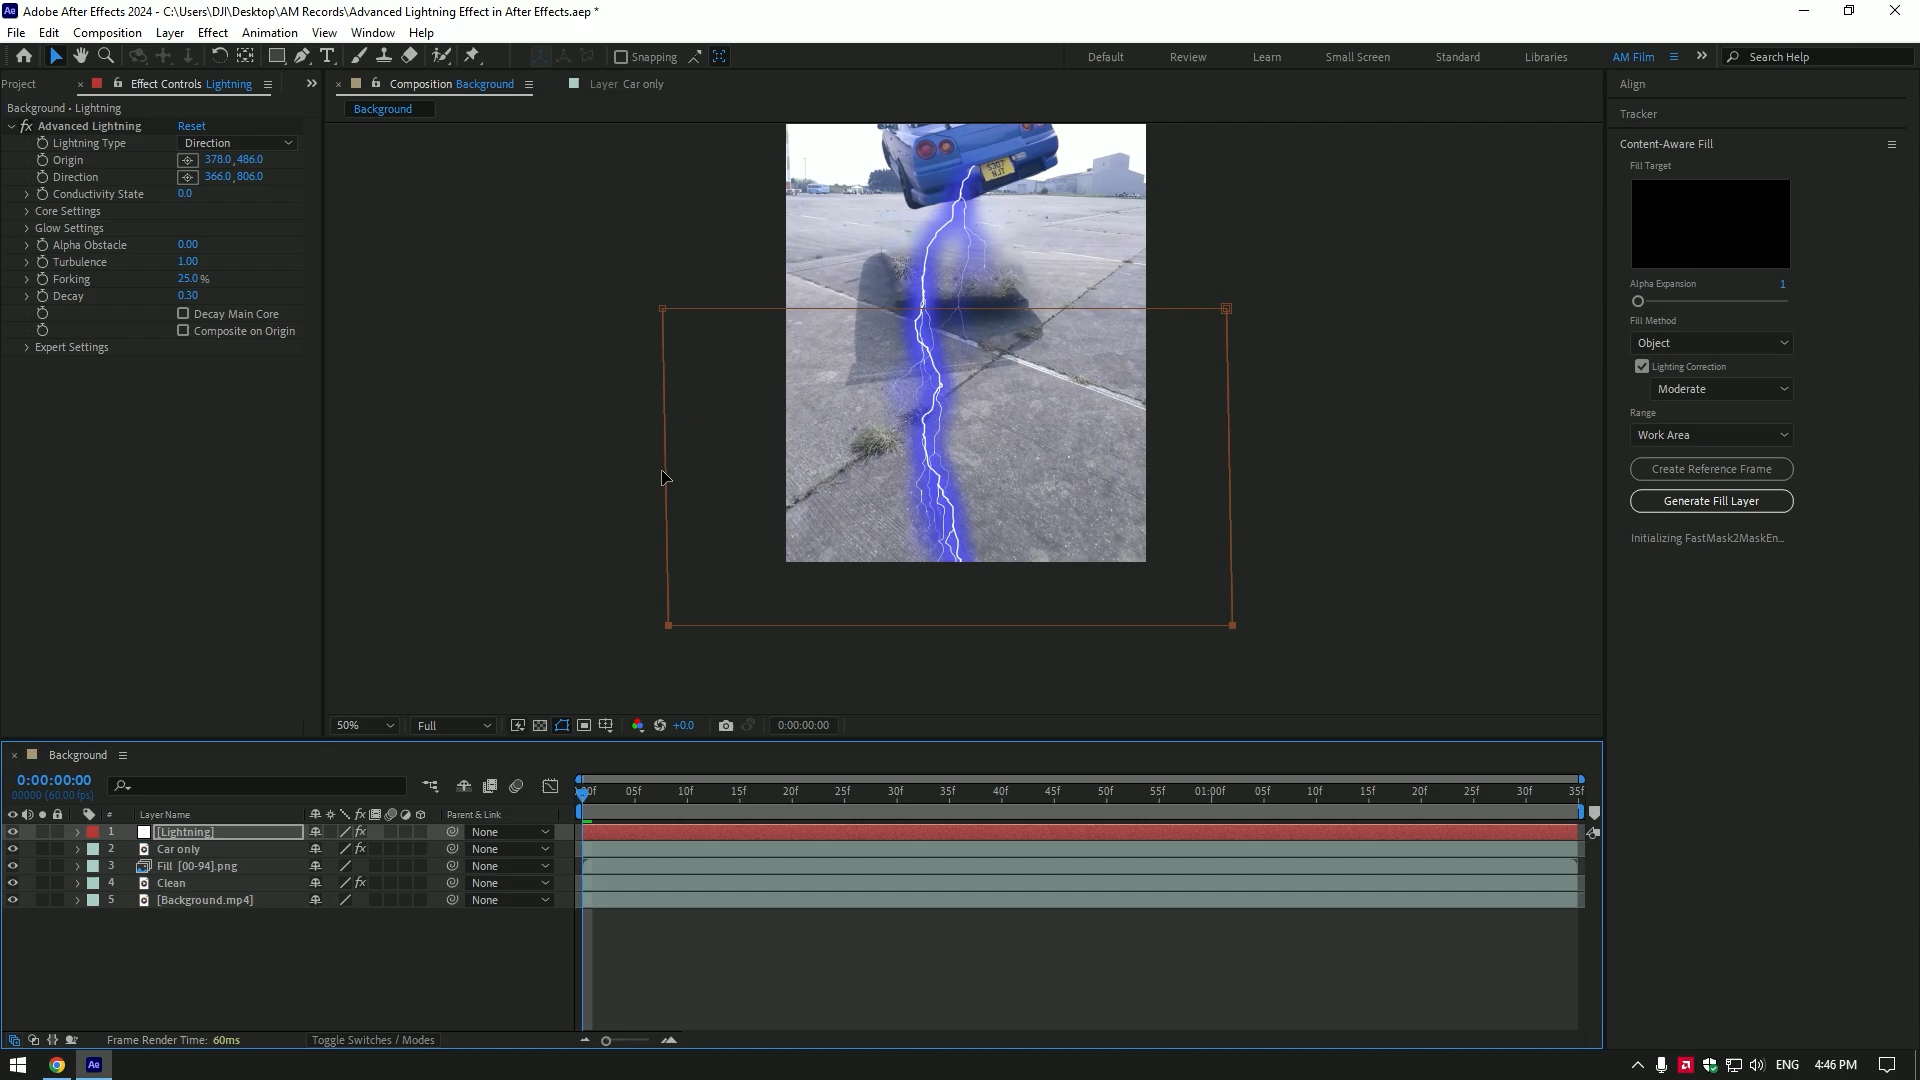 Adobe After Effects 2024 - C:\Users\DJI\Desktop\AM Records\Advanced Lightning Effect in After Effects.aep *
File Edit Composition Layer Effect Animation View Window Help
Snapping
Default Review Learn Small Screen Standard Libraries AM Film Search Help
Project Effect Controls Lightning
Composition Background Layer Car only
Background
Background • Lightning
fx Advanced Lightning Reset
Lightning Type Direction
Origin 378.0, 486.0
Direction 366.0, 806.0
Conductivity State 0.0
Core Settings
Glow Settings
Alpha Obstacle 0.00
Turbulence 1.00
Forking 25.0 %
Decay 0.30
Decay Main Core
Composite on Origin
Expert Settings
S707
NJT
50% Full +0.0 0:00:00:00
Align
Tracker
Content-Aware Fill
Fill Target
Alpha Expansion 1
Fill Method
Object
Lighting Correction
Moderate
Range
Work Area
Create Reference Frame
Generate Fill Layer
Initializing FastMask2MaskEn...
Background
0:00:00:00
00000 (60.00 fps)
:00f 05f 10f 15f 20f 25f 30f 35f 40f 45f 50f 55f 01:00f 05f 10f 15f 20f 25f 30f 35f
# Layer Name fx Parent & Link
1 [Lightning] fx None
2 Car only fx None
3 Fill [00-94].png None
4 Clean fx None
5 [Background.mp4] None
Frame Render Time: 60ms Toggle Switches / Modes
Ae ENG 4:46 PM